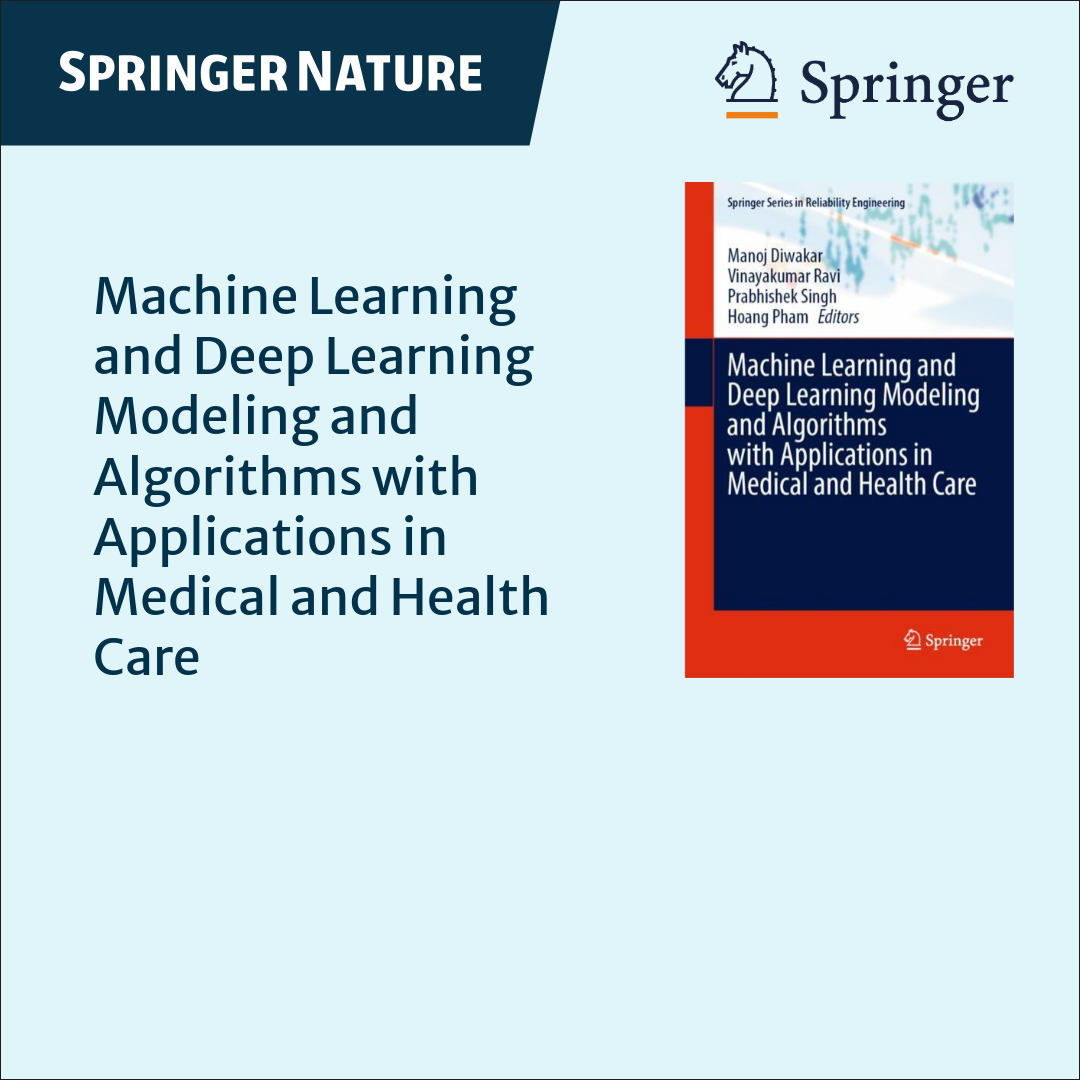 SPRINGER NATURE
Springer
Machine Learning
and Deep Learning
Modeling and
Algorithms with
Applications in
Medical and Health
Care
Springer Series in Reliability Engineering
Manoj Diwakar
Vinayakumar Ravi
Prabhishek Singh
Hoang Pham Editors
Machine Learning and
Deep Learning Modeling
and Algorithms
with Applications in
Medical and Health Care
Springer